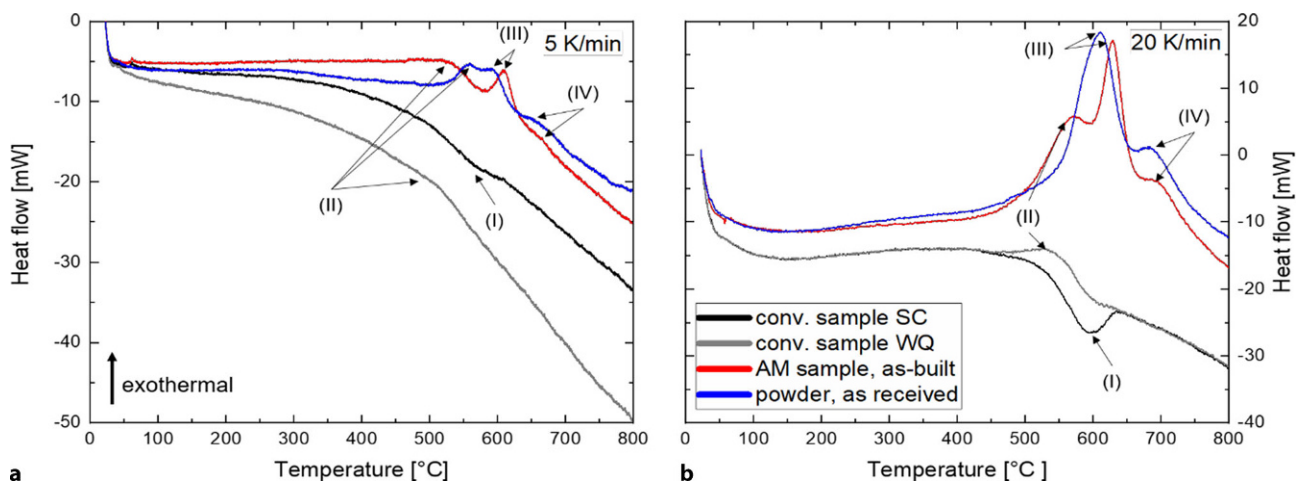 5 K/min
(III)
(IV)
(II)
(I)
exothermal
Heat flow [mW]
0
-10
-20
-30
-40
-50
0 100 200 300 400 500 600 700 800
Temperature [°C]
a
20 K/min
(III)
(IV)
(II)
(I)
conv. sample SC
conv. sample WQ
AM sample, as-built
powder, as received
20
10
0
-10
-20
-30
-40
Heat flow [mW]
0 100 200 300 400 500 600 700 800
Temperature [°C ]
b